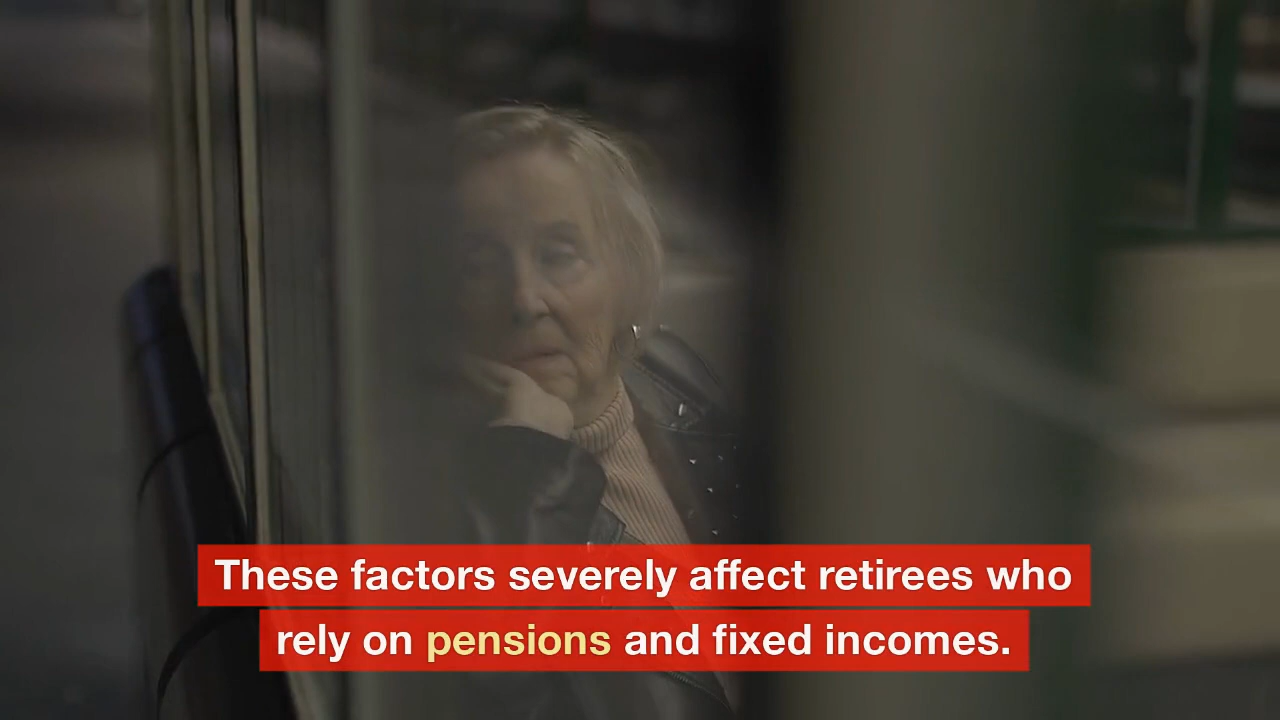 These factors severely affect retirees who
rely on pensions and fixed incomes.